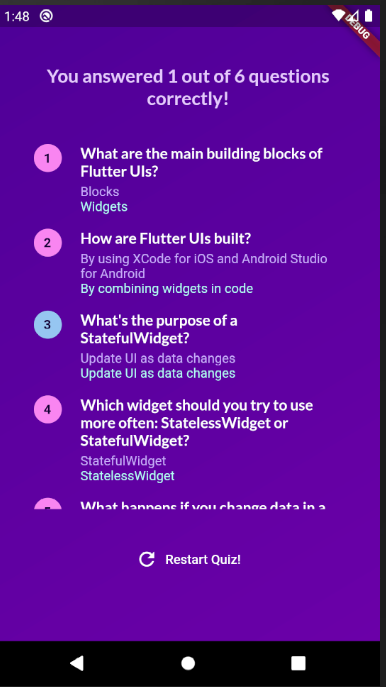 1:48
DEBUG
You answered 1 out of 6 questions
correctly!
1
What are the main building blocks of
Flutter UIs?
Blocks
Widgets
2
How are Flutter UIs built?
By using XCode for iOS and Android Studio
for Android
By combining widgets in code
3
What's the purpose of a
StatefulWidget?
Update UI as data changes
Update UI as data changes
4
Which widget should you try to use
more often: StatelessWidget or
StatefulWidget?
StatefulWidget
StatelessWidget
5
What happens if you change data in a
Restart Quiz!